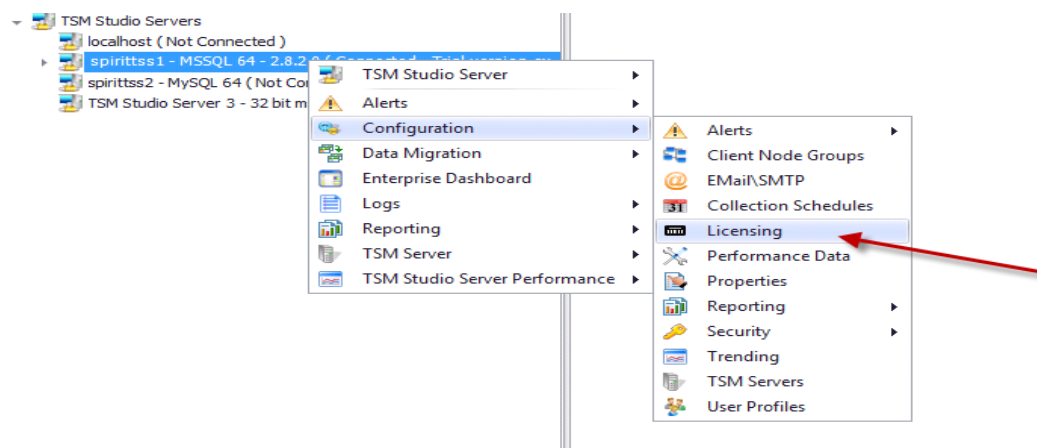 TSM Studio Servers
localhost ( Not Connected )
spirittss1 - MSSQL 64 - 2.8.2
spirittss2 - MySQL 64 ( Not Co
TSM Studio Server 3 - 32 bit m
TSM Studio Server
Alerts
Configuration
Data Migration
Enterprise Dashboard
Logs
Reporting
TSM Server
TSM Studio Server Performance
Alerts
Client Node Groups
EMail\SMTP
31
Collection Schedules
Licensing
Performance Data
Properties
Reporting
Security
Trending
TSM Servers
User Profiles